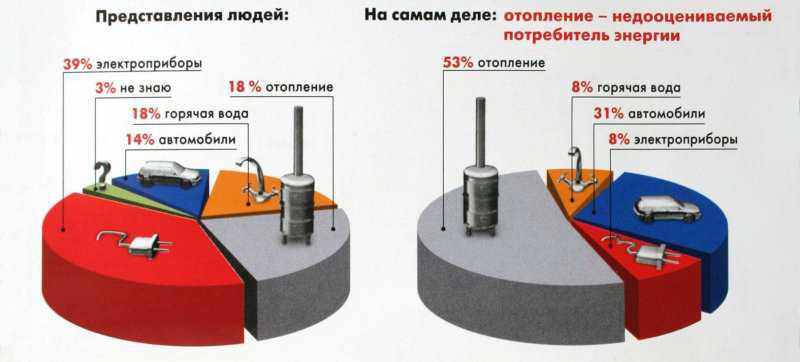 Представления людей:
39% электроприборы
3% не знаю
18 % отопление
18% горячая вода
14% автомобили
На самам деле: отопление – недооцениваемый
потребитель энергии
53% отопление
8% горячая вода
31% автомобили
8% электроприборы